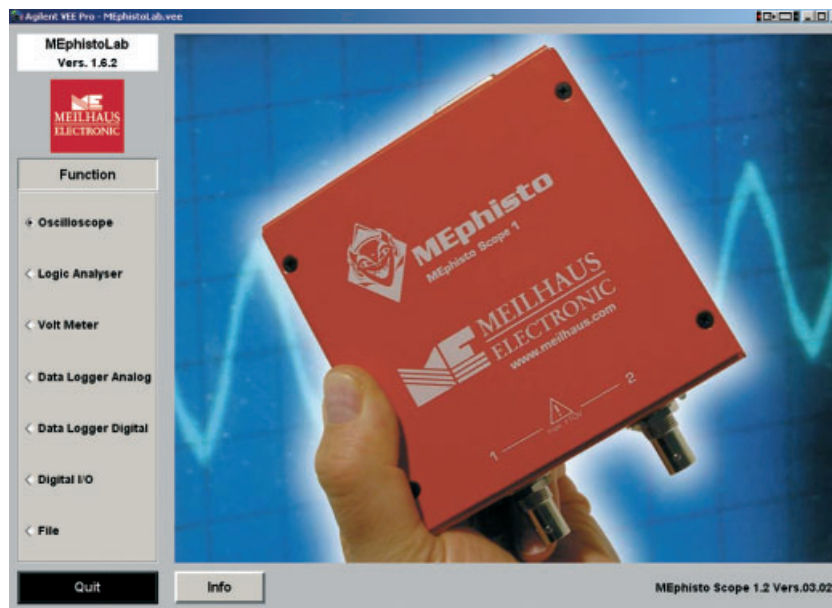 Agilent VEE Pro - MEphistoLab.vee
MEphistoLab
Vers. 1.6.2
MEILHAUS
ELECTRONIC
Function
Oscilloscope
Logic Analyser
Volt Meter
Data Logger Analog
Data Logger Digital
Digital I/O
File
Quit
Info
MEphisto
MEphisto Scope 1
MEILHAUS
ELECTRONIC
www.meilhaus.com
1
2
MEphisto Scope 1.2 Vers.03.02